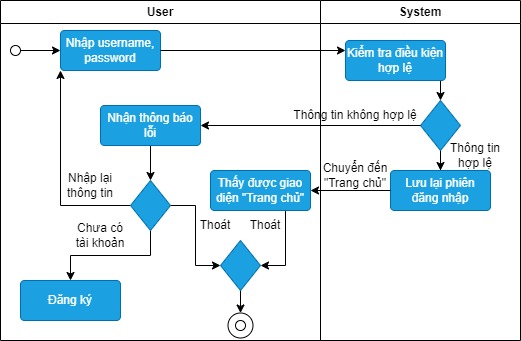 User
System
Nhập username,
password
Kiểm tra điều kiện
hợp lệ
Thông tin không hợp lệ
Nhận thông báo
lỗi
Thông tin
hợp lệ
Nhập lại
thông tin
Thấy được giao
diện "Trang chủ"
Chuyển đến
"Trang chủ"
Lưu lại phiên
đăng nhập
Chưa có
tài khoản
Thoát
Thoát
Đăng ký